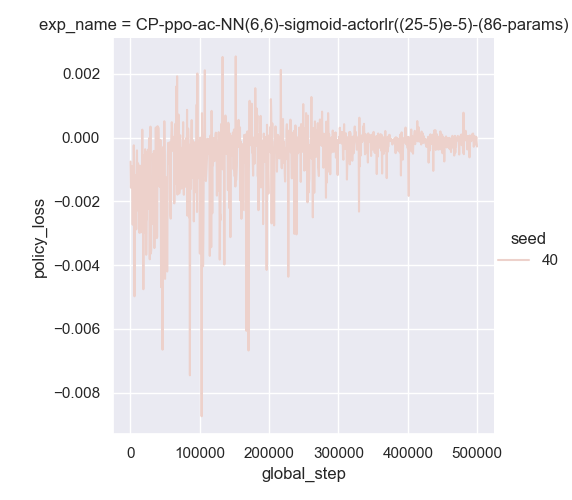 exp_name = CP-ppo-ac-NN(6,6)-sigmoid-actorlr((25-5)e-5)-(86-params)
0.002
0.000
−0.002
−0.004
−0.006
−0.008
policy_loss
0 100000 200000 300000 400000 500000
global_step
seed
40